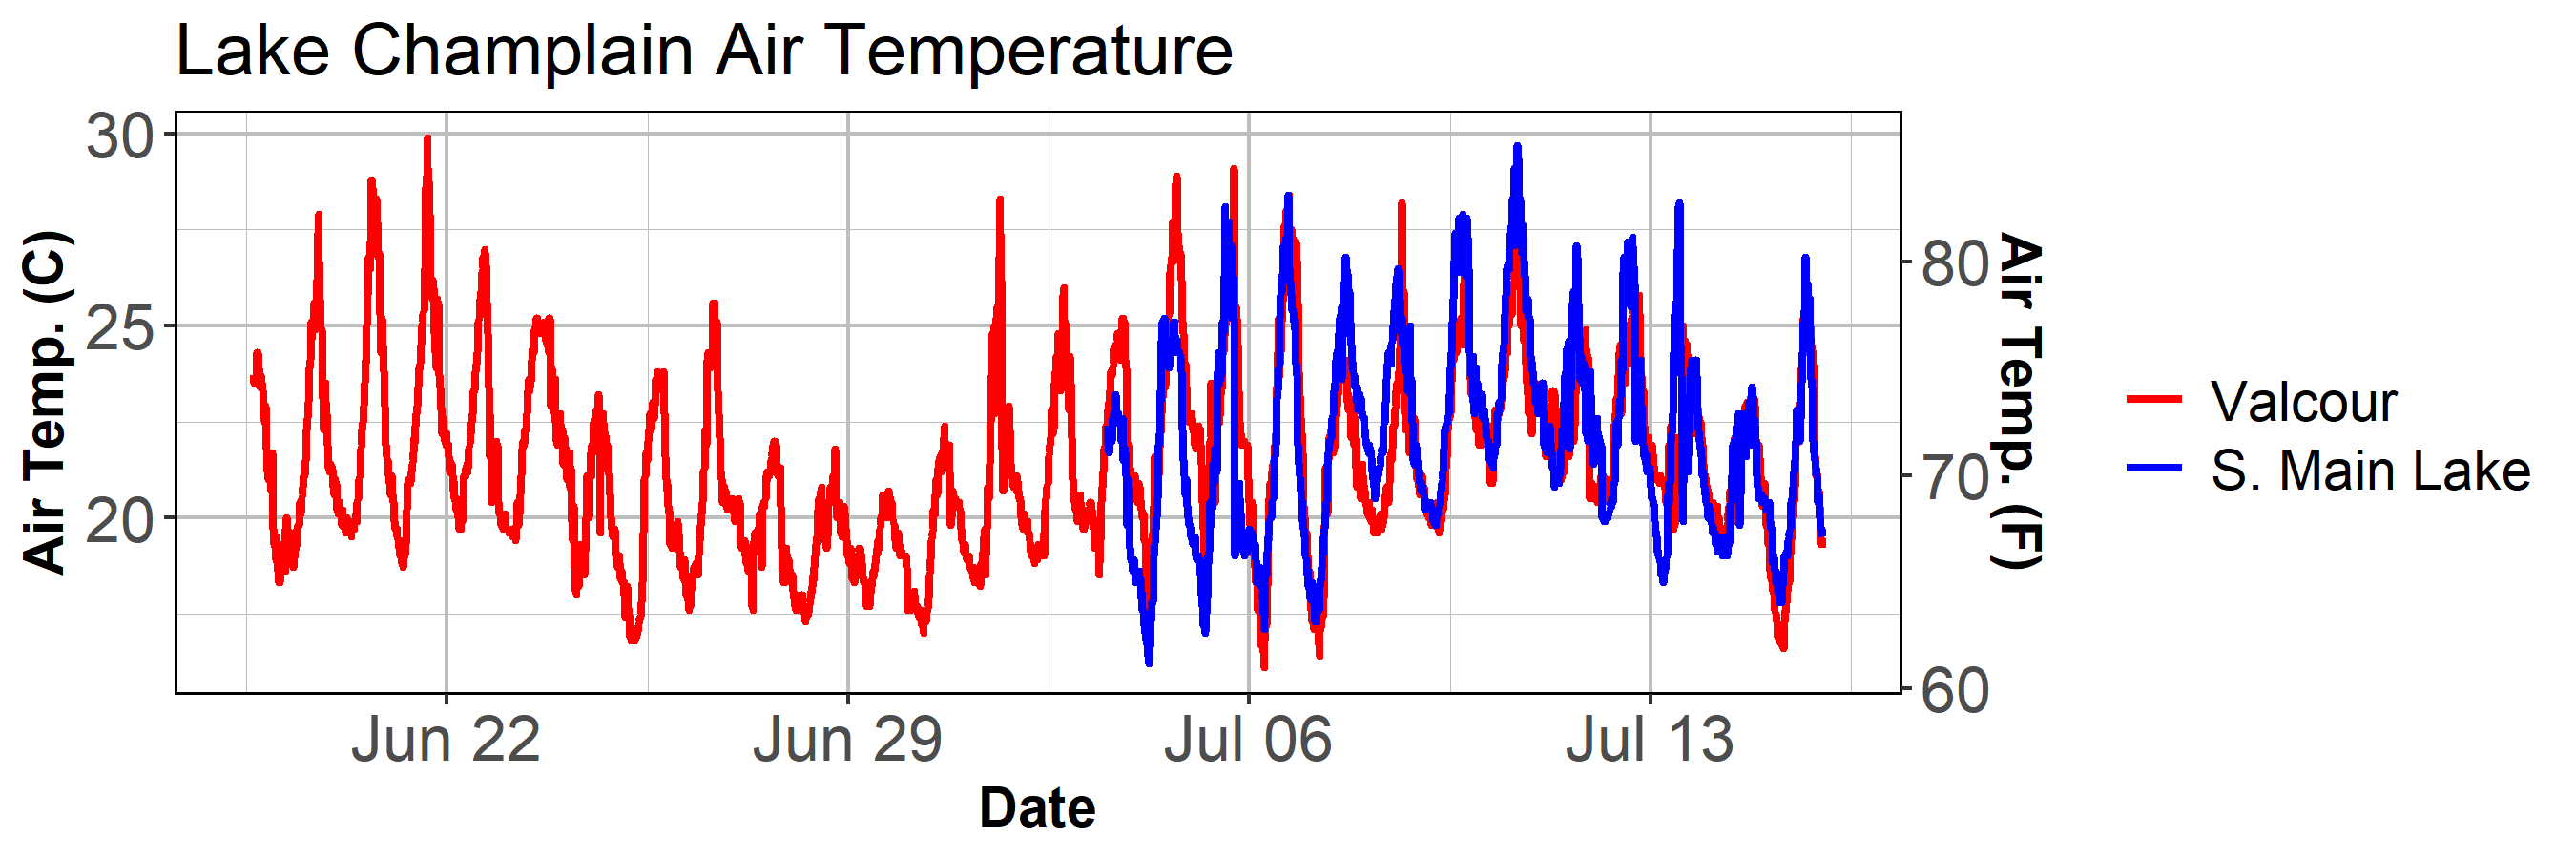 Lake Champlain Air Temperature
30
25
20
Air Temp. (C)
80
70
60
Air Temp. (F)
Jun 22 Jun 29 Jul 06 Jul 13
Date
Valcour
S. Main Lake